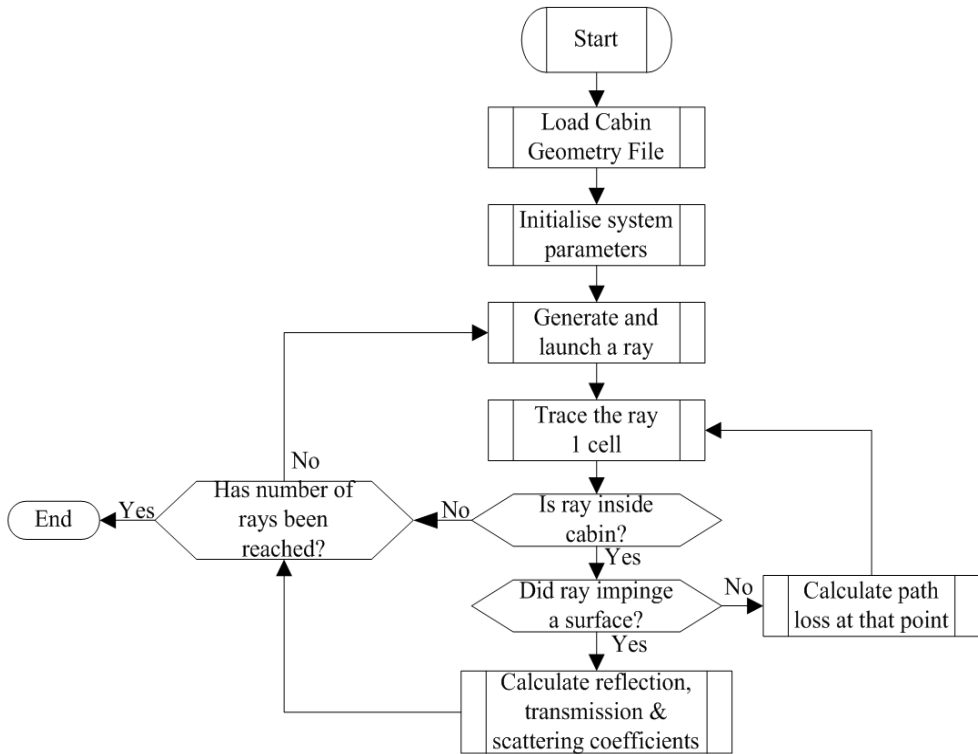 Start
Load Cabin
Geometry File
Initialise system
parameters
Generate and
launch a ray
Trace the ray
1 cell
No
Has number of
rays been
reached?
Yes
End
No
Is ray inside
cabin?
Yes
Did ray impinge
a surface?
No
Calculate path
loss at that point
Yes
Calculate reflection,
transmission &
scattering coefficients